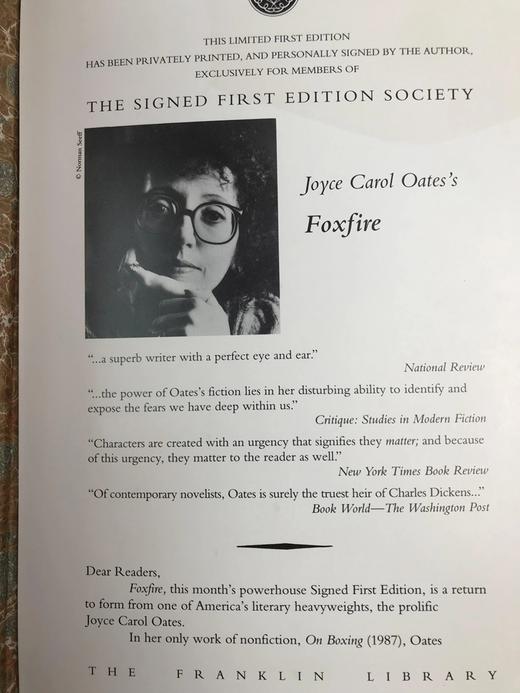 THIS LIMITED FIRST EDITION
HAS BEEN PRIVATELY PRINTED, AND PERSONALLY SIGNED BY THE AUTHOR,
EXCLUSIVELY FOR MEMBERS OF
THE SIGNED FIRST EDITION SOCIETY
© Norman Seeff
Joyce Carol Oates's
Foxfire
"...a superb writer with a perfect eye and ear."
National Review
"...the power of Oates's fiction lies in her disturbing ability to identify and
expose the fears we have deep within us."
Critique: Studies in Modern Fiction
"Characters are created with an urgency that signifies they matter; and because
of this urgency, they matter to the reader as well."
New York Times Book Review
"Of contemporary novelists, Oates is surely the truest heir of Charles Dickens..."
Book World—The Washington Post
Dear Readers,
Foxfire, this month's powerhouse Signed First Edition, is a return
to form from one of America's literary heavyweights, the prolific
Joyce Carol Oates.
In her only work of nonfiction, On Boxing (1987), Oates
THE FRANKLIN LIBRARY